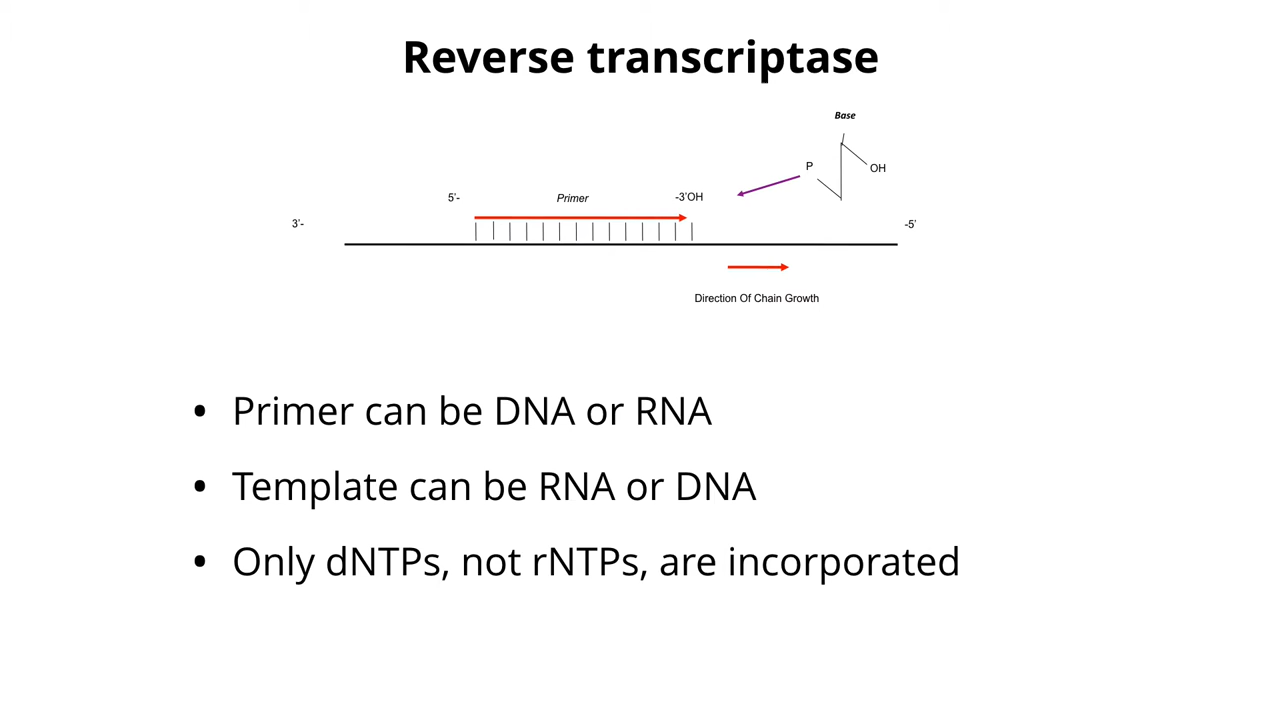 Reverse transcriptase
Base
P
OH
5’-
Primer
-3’OH
3’-
-5’
Direction Of Chain Growth
• Primer can be DNA or RNA
• Template can be RNA or DNA
• Only dNTPs, not rNTPs, are incorporated